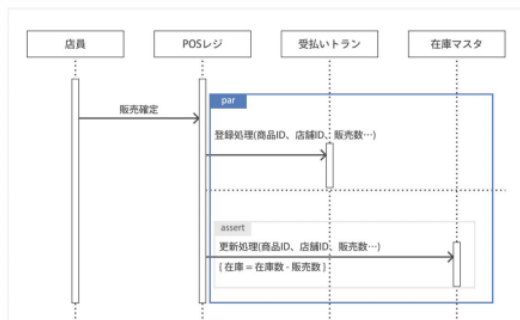 店員 POSレジ 受払いトラン 在庫マスタ
par
販売確定
登録処理(商品ID、店舗ID、販売数…)
assert
更新処理(商品ID、店舗ID、販売数…)
{ 在庫 = 在庫数 - 販売数 }